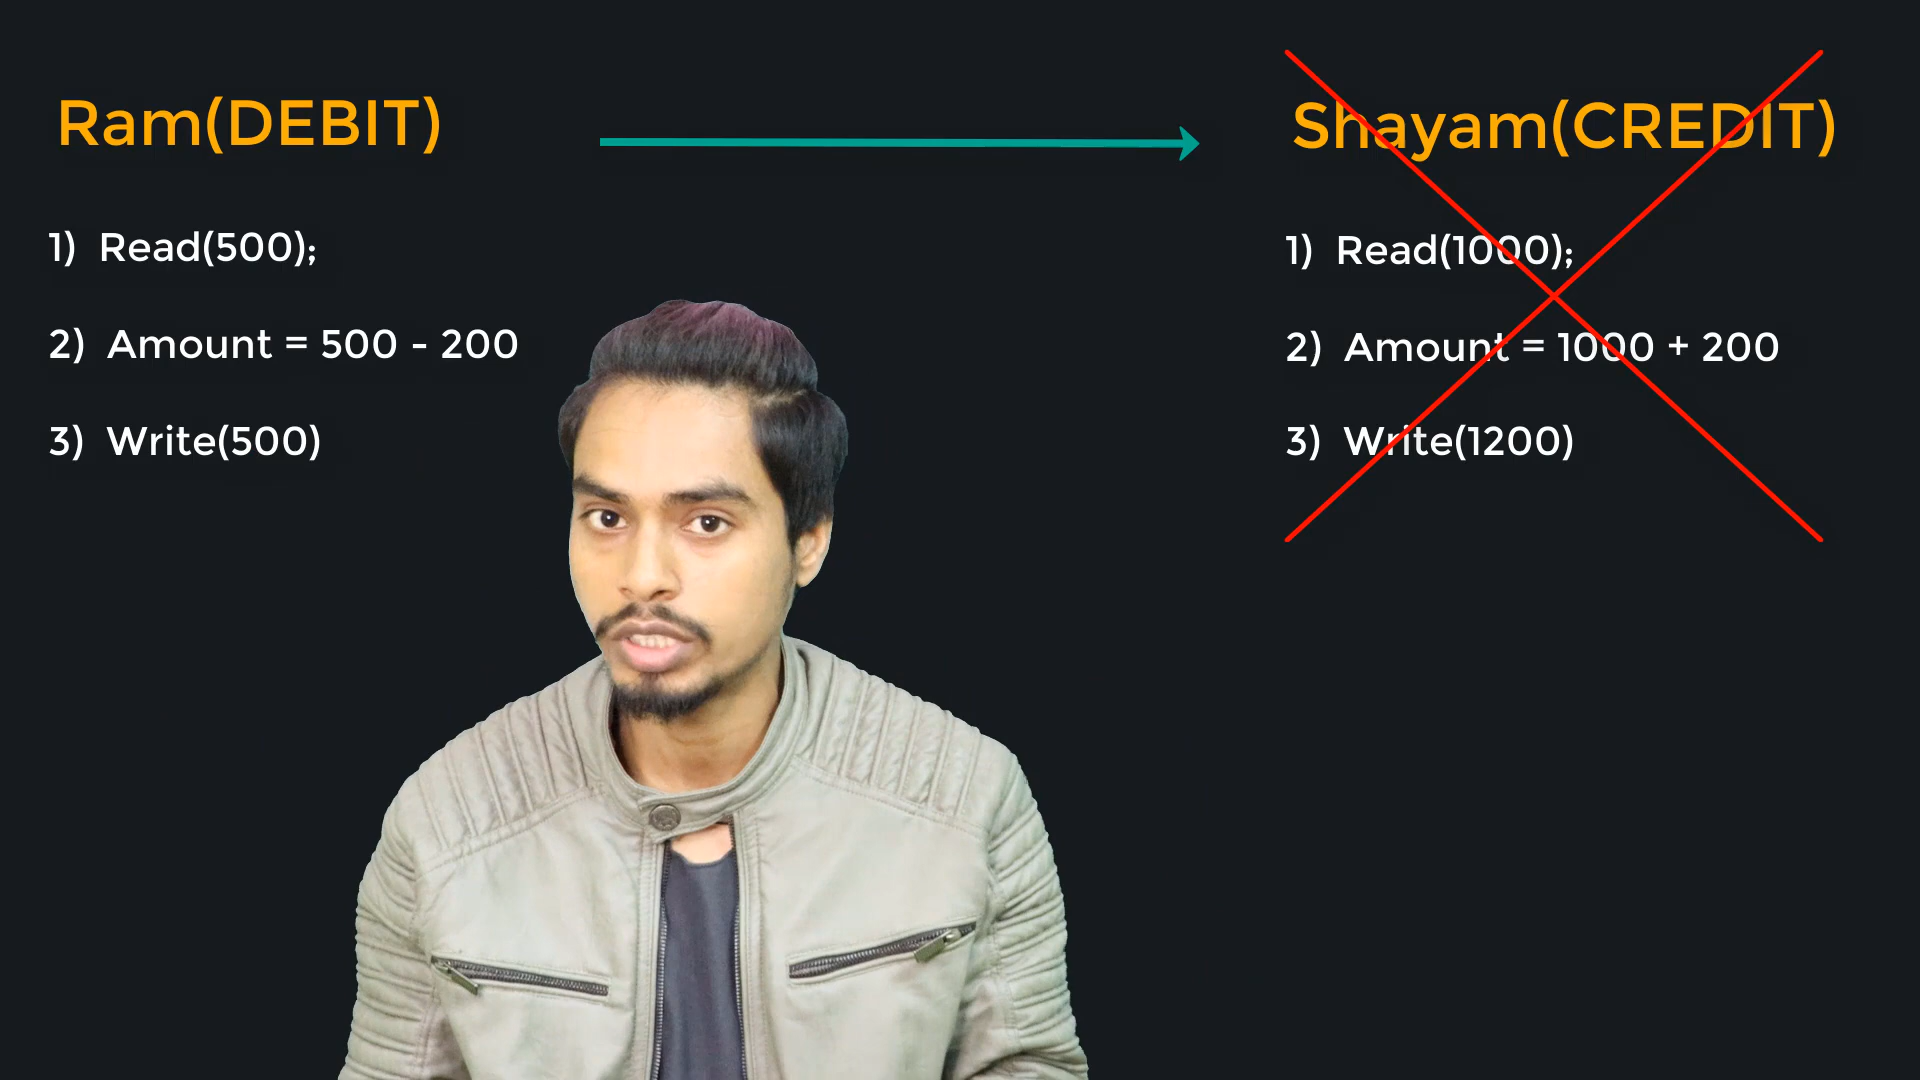 Ram(DEBIT)
1) Read(500);
2) Amount = 500 - 200
3) Write(500)
Shayam(CREDIT)
1) Read(1000);
2) Amount = 1000 + 200
3) Write(1200)